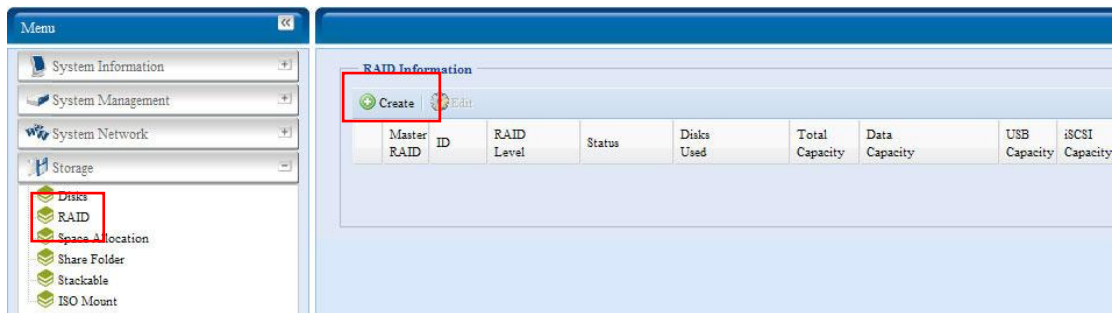 Menu
System Information
System Management
System Network
Storage
Disks
RAID
Space Allocation
Share Folder
Stackable
ISO Mount
RAID Information
Create Edit
Master RAID ID RAID Level Status Disks Used Total Capacity Data Capacity USB Capacity iSCSI Capacity